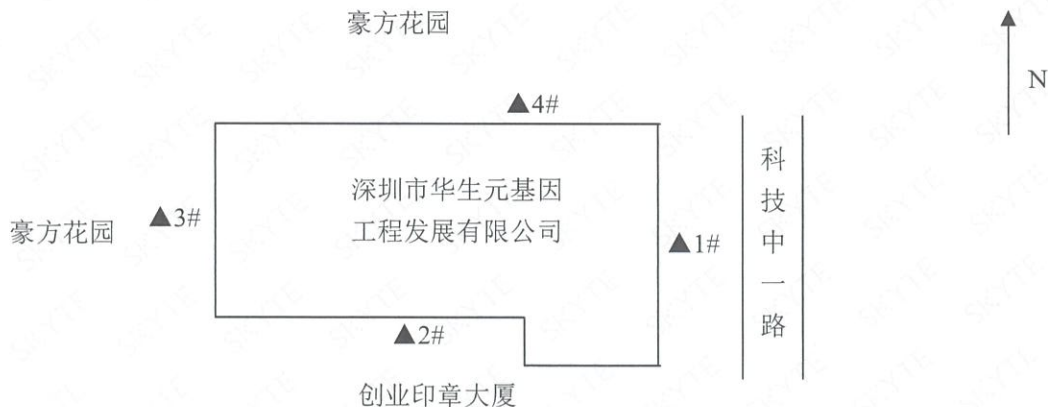 豪方花园
N
▲4#
深圳市华生元基因
工程发展有限公司
科技中一路
豪方花园
▲3#
▲1#
▲2#
创业印章大厦
SKYTE